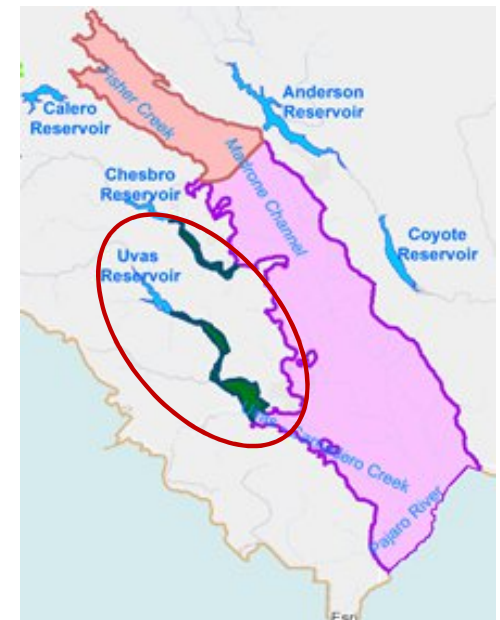 Fisher Creek
Anderson
Reservoir
Calero
Reservoir
Madrone Channel
Chesbro
Reservoir
Coyote
Reservoir
Uvas
Reservoir
Creek
Pajaro River